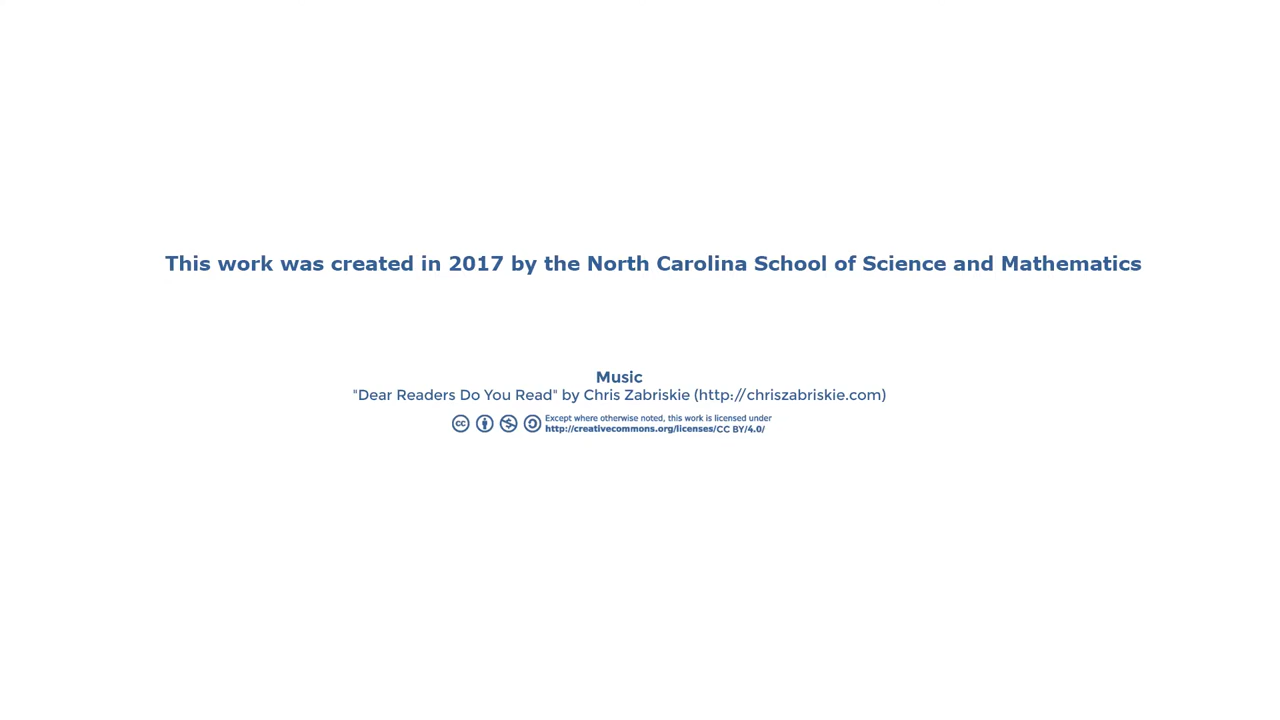 This work was created in 2017 by the North Carolina School of Science and Mathematics
Music
"Dear Readers Do You Read" by Chris Zabriskie (http://chriszabriskie.com)
Except where otherwise noted, this work is licensed under
http://creativecommons.org/licenses/CC BY/4.0/